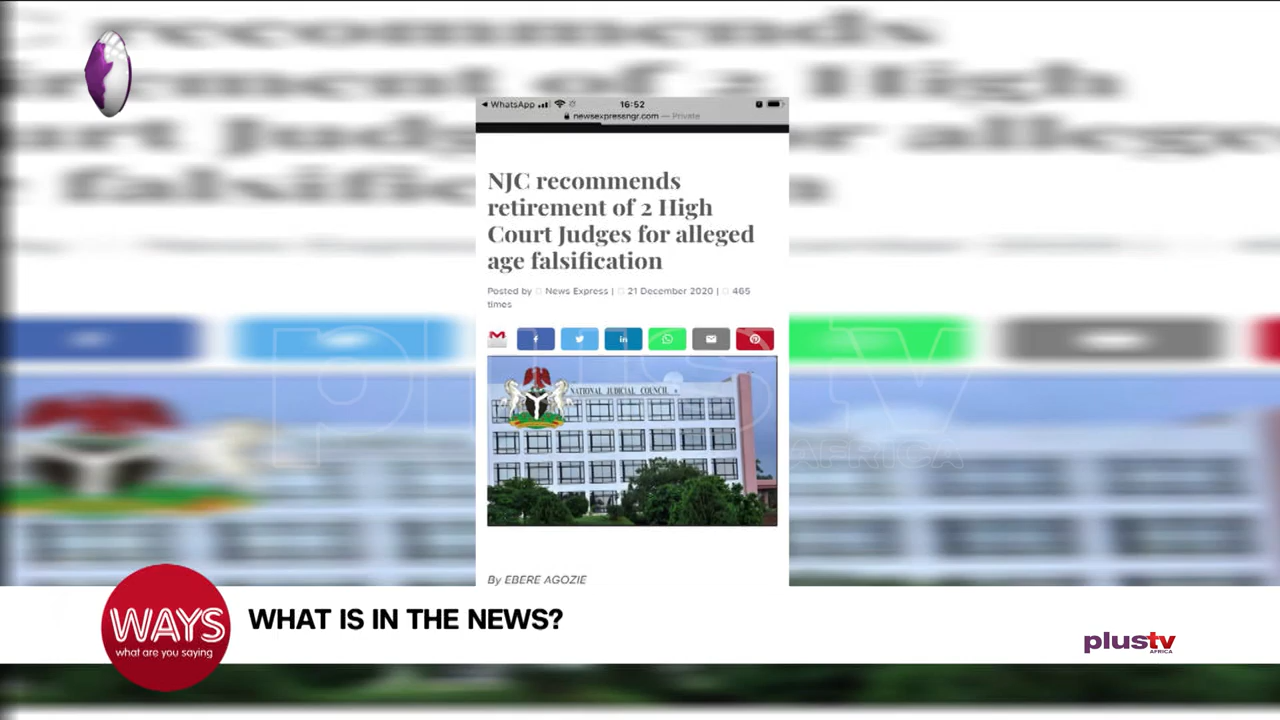 WhatsApp 16:52
newsexpressngr.com — Private
NJC recommends
retirement of 2 High
Court Judges for alleged
age falsification
Posted by News Express | 21 December 2020 | 465
times
NATIONAL JUDICIAL COUNCIL
plustv
AFRICA
By EBERE AGOZIE
WAYS
what are you saying
WHAT IS IN THE NEWS?
plustv
AFRICA